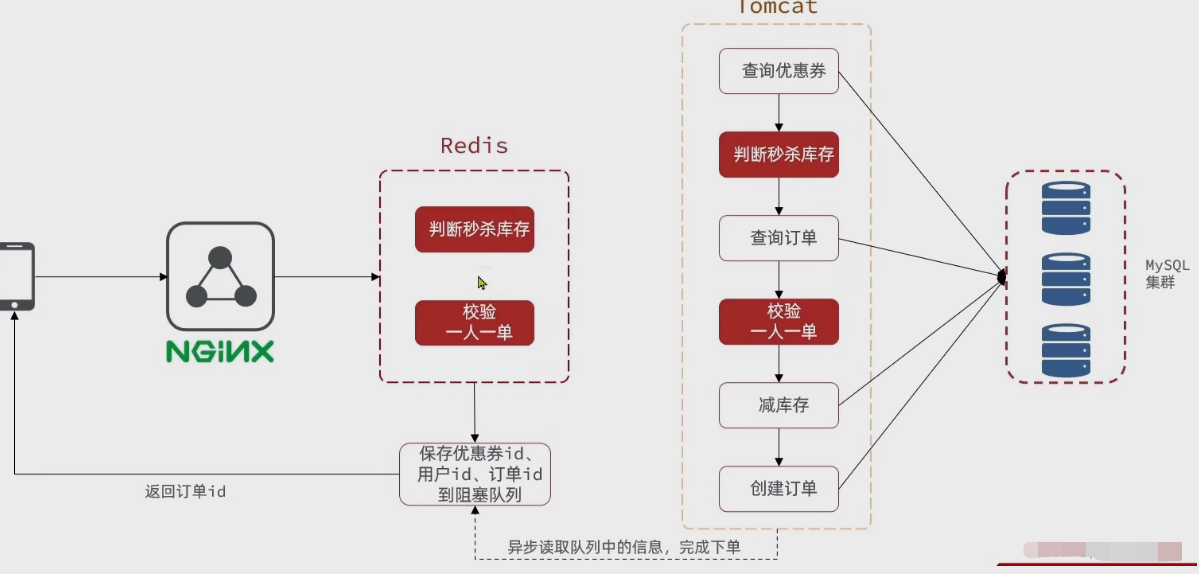 Tomcat
查询优惠券
判断秒杀库存
查询订单
校验
一人一单
减库存
创建订单
Redis
判断秒杀库存
校验
一人一单
NGiNX
保存优惠券id、
用户id、订单id
到阻塞队列
返回订单id
异步读取队列中的信息，完成下单
MySQL
集群